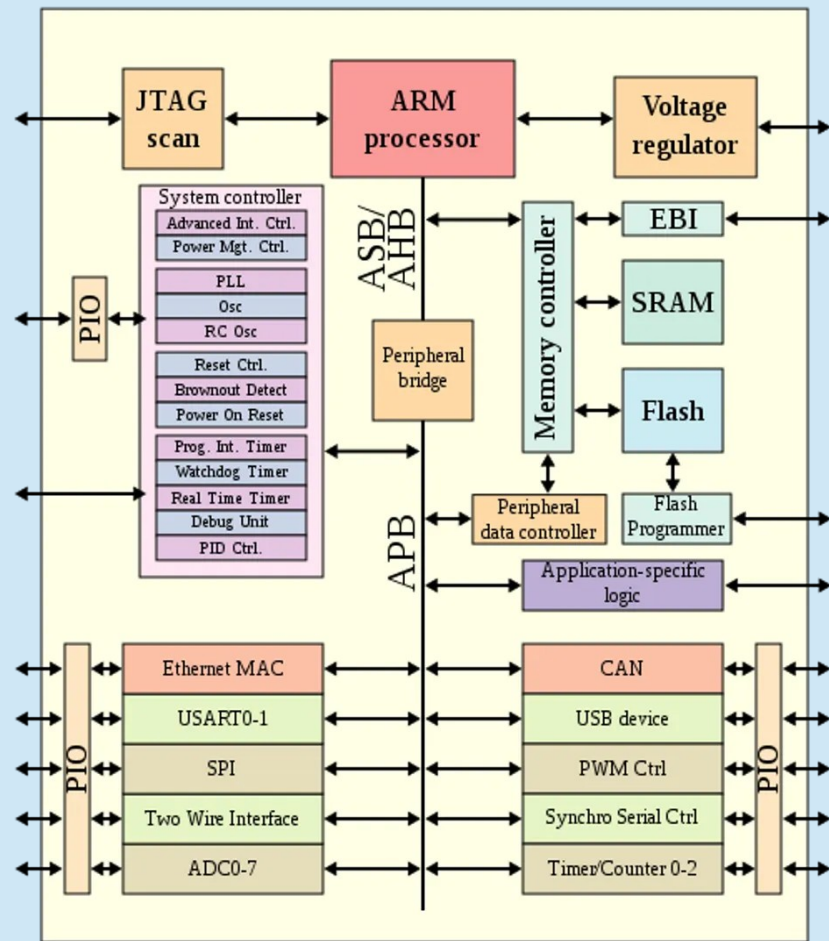 JTAG
scan
ARM
processor
Voltage
regulator
System controller
Advanced Int. Ctrl.
Power Mgt. Ctrl.
PLL
Osc
RC Osc
Reset Ctrl.
Brownout Detect
Power On Reset
Prog. Int. Timer
Watchdog Timer
Real Time Timer
Debug Unit
PID Ctrl.
PIO
ASB/
AHB
Memory controller
EBI
SRAM
Flash
Peripheral
bridge
Peripheral
data controller
Flash
Programmer
APB
Application-specific
logic
PIO
Ethernet MAC
USART0-1
SPI
Two Wire Interface
ADC0-7
CAN
USB device
PWM Ctrl
Synchro Serial Ctrl
Timer/Counter 0-2
PIO